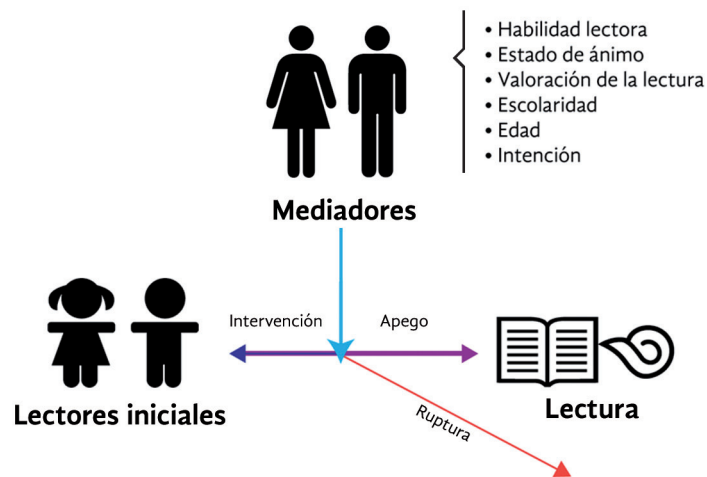 • Habilidad lectora
• Estado de ánimo
• Valoración de la lectura
• Escolaridad
• Edad
• Intención
Mediadores
Intervención
Apego
Lectores iniciales
Ruptura
Lectura